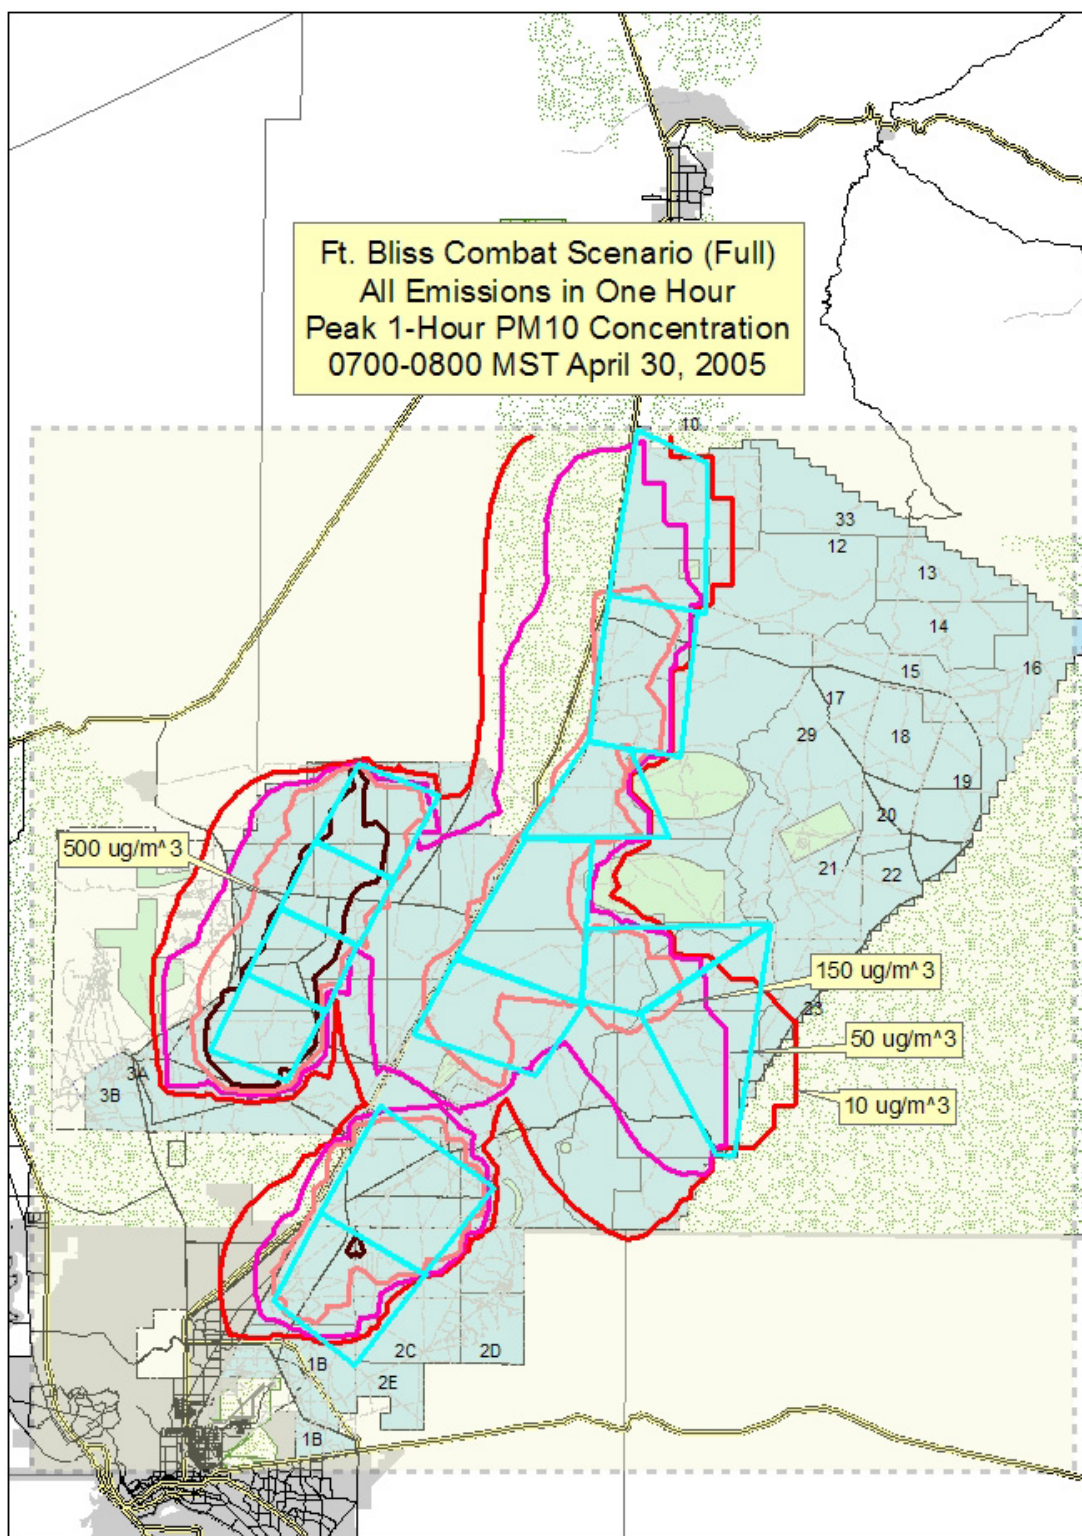 Ft. Bliss Combat Scenario (Full)
All Emissions in One Hour
Peak 1-Hour PM10 Concentration
0700-0800 MST April 30, 2005
10
33
12
13
14
15
16
17
29
18
19
20
500 ug/m^3
21
22
150 ug/m^3
23
50 ug/m^3
3A
3B
10 ug/m^3
2C
2D
1B
2E
1B